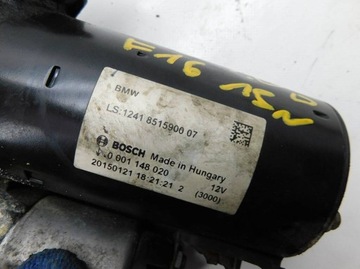 F16 15N
BMW
LS:1241 8515900 07
BOSCH Made in Hungary
0 001 148 020
20150121 18:21:21 2
12V
(3000)